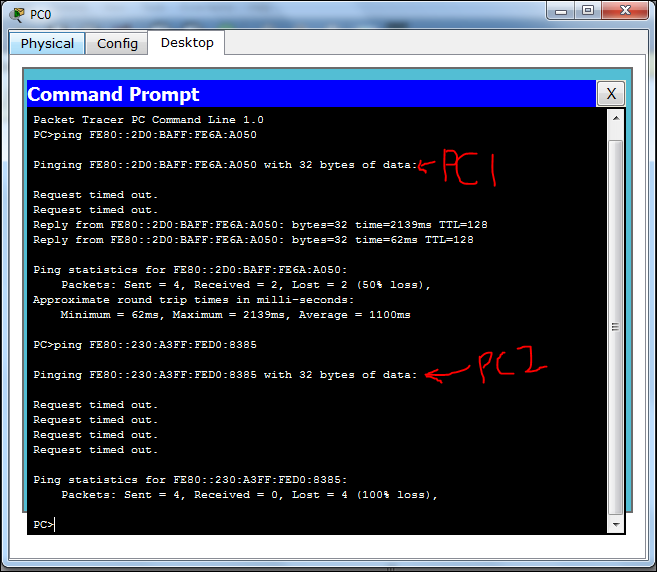 PC0
Physical Config Desktop
Command Prompt X
Packet Tracer PC Command Line 1.0
PC>ping FE80::2D0:BAFF:FE6A:A050
Pinging FE80::2D0:BAFF:FE6A:A050 with 32 bytes of data: PC1
Request timed out.
Request timed out.
Reply from FE80::2D0:BAFF:FE6A:A050: bytes=32 time=2139ms TTL=128
Reply from FE80::2D0:BAFF:FE6A:A050: bytes=32 time=62ms TTL=128
Ping statistics for FE80::2D0:BAFF:FE6A:A050:
Packets: Sent = 4, Received = 2, Lost = 2 (50% loss),
Approximate round trip times in milli-seconds:
Minimum = 62ms, Maximum = 2139ms, Average = 1100ms
PC>ping FE80::230:A3FF:FED0:8385
Pinging FE80::230:A3FF:FED0:8385 with 32 bytes of data: PC2
Request timed out.
Request timed out.
Request timed out.
Request timed out.
Ping statistics for FE80::230:A3FF:FED0:8385:
Packets: Sent = 4, Received = 0, Lost = 4 (100% loss),
PC>